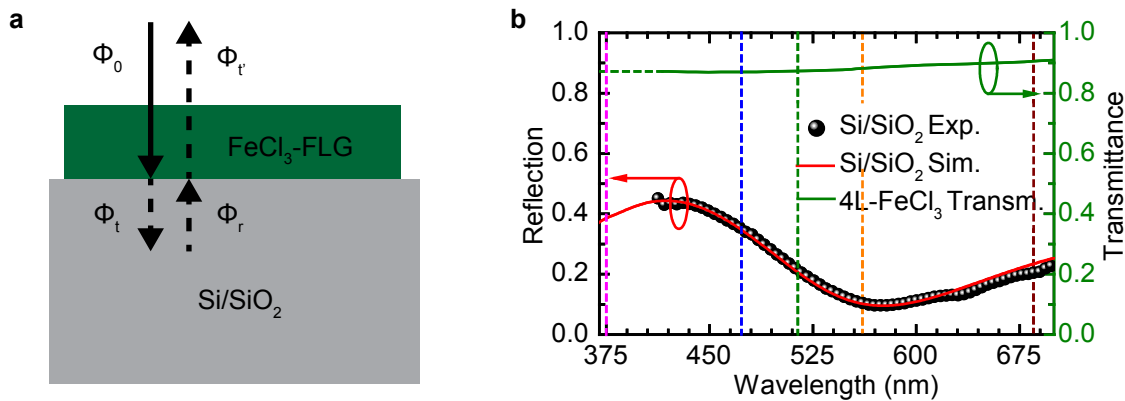 a
Φ₀
Φₜ'
FeCl₃-FLG
Φₜ
Φᵣ
Si/SiO₂
b
1.0
0.8
0.6
0.4
0.2
0.0
Reflection
1.0
0.8
0.6
0.4
0.2
0.0
Transmittance
Si/SiO₂ Exp.
Si/SiO₂ Sim.
4L-FeCl₃ Transm.
375
450
525
600
675
Wavelength (nm)